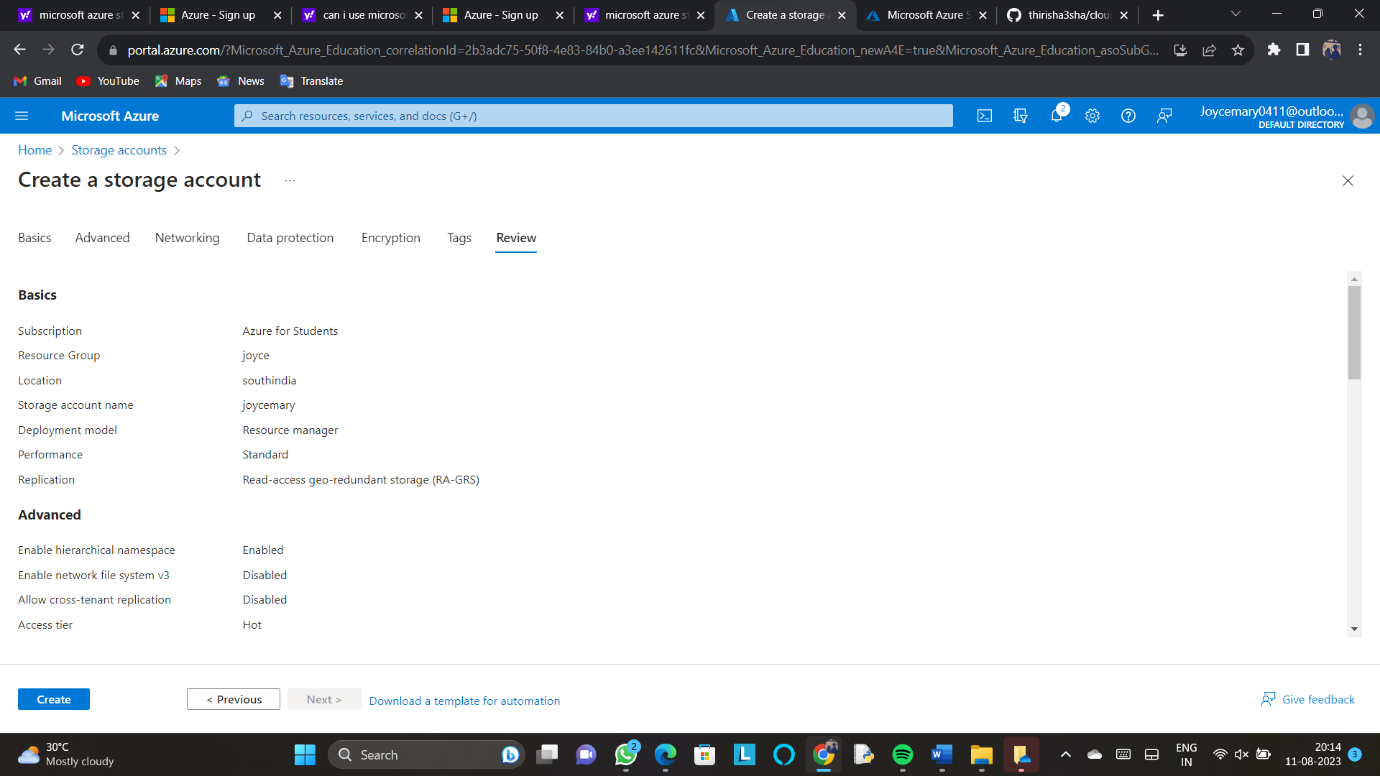 microsoft azure st
Azure - Sign up
can i use microsof
Azure - Sign up
microsoft azure st
Create a storage a
Microsoft Azure S
thirisha3sha/clou
portal.azure.com/?Microsoft_Azure_Education_correlationId=2b3adc75-50f8-4e83-84b0-a3ee142611fc&Microsoft_Azure_Education_newA4E=true&Microsoft_Azure_Education_asoSubG...
Gmail
YouTube
Maps
News
Translate
Microsoft Azure
Search resources, services, and docs (G+/)
2
Joycemary0411@outloo...
DEFAULT DIRECTORY
Home > Storage accounts >
Create a storage account ...
Basics
Advanced
Networking
Data protection
Encryption
Tags
Review
Basics
Subscription Azure for Students
Resource Group joyce
Location southindia
Storage account name joycemary
Deployment model Resource manager
Performance Standard
Replication Read-access geo-redundant storage (RA-GRS)
Advanced
Enable hierarchical namespace Enabled
Enable network file system v3 Disabled
Allow cross-tenant replication Disabled
Access tier Hot
Create
< Previous
Next >
Download a template for automation
Give feedback
30°C
Mostly cloudy
Search
2
ENG
IN
20:14
11-08-2023
3